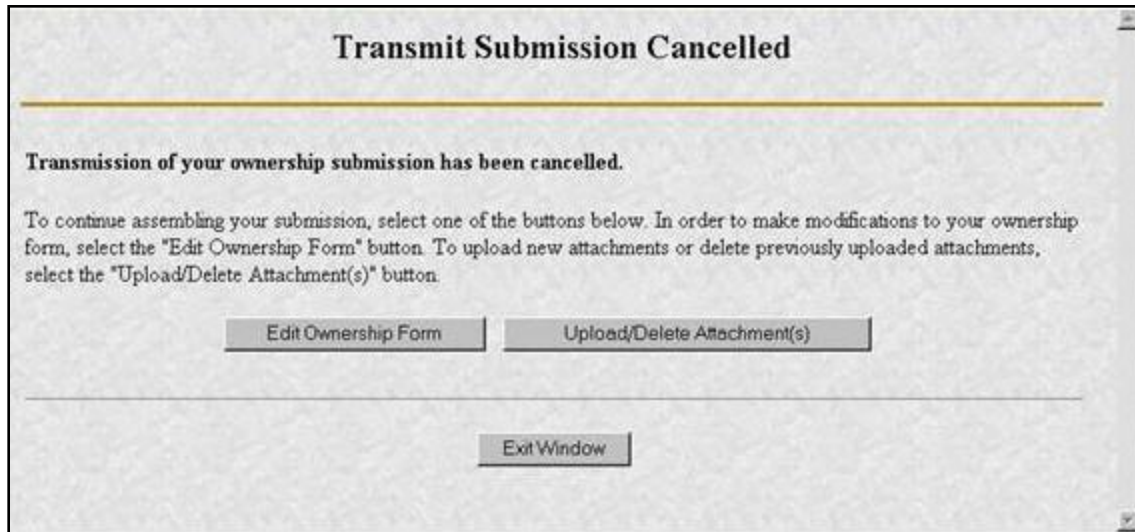 Transmit Submission Cancelled
Transmission of your ownership submission has been cancelled.
To continue assembling your submission, select one of the buttons below. In order to make modifications to your ownership
form, select the "Edit Ownership Form" button. To upload new attachments or delete previously uploaded attachments,
select the "Upload/Delete Attachment(s)" button.
Edit Ownership Form Upload/Delete Attachment(s)
Exit Window